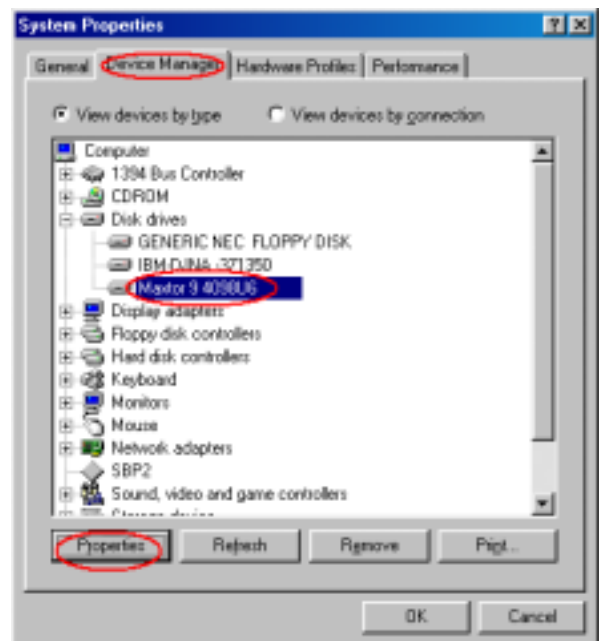 System Properties
General Device Manager Hardware Profiles Performance
View devices by type View devices by connection
Computer
1394 Bus Controller
CDROM
Disk drives
GENERIC NEC FLOPPY DISK
IBM-DJNA-371350
Maxtor 9 4098U6
Display adapters
Floppy disk controllers
Hard disk controllers
Keyboard
Monitors
Mouse
Network adapters
SBP2
Sound, video and game controllers
Storage device
Properties Refresh Remove Print...
OK Cancel